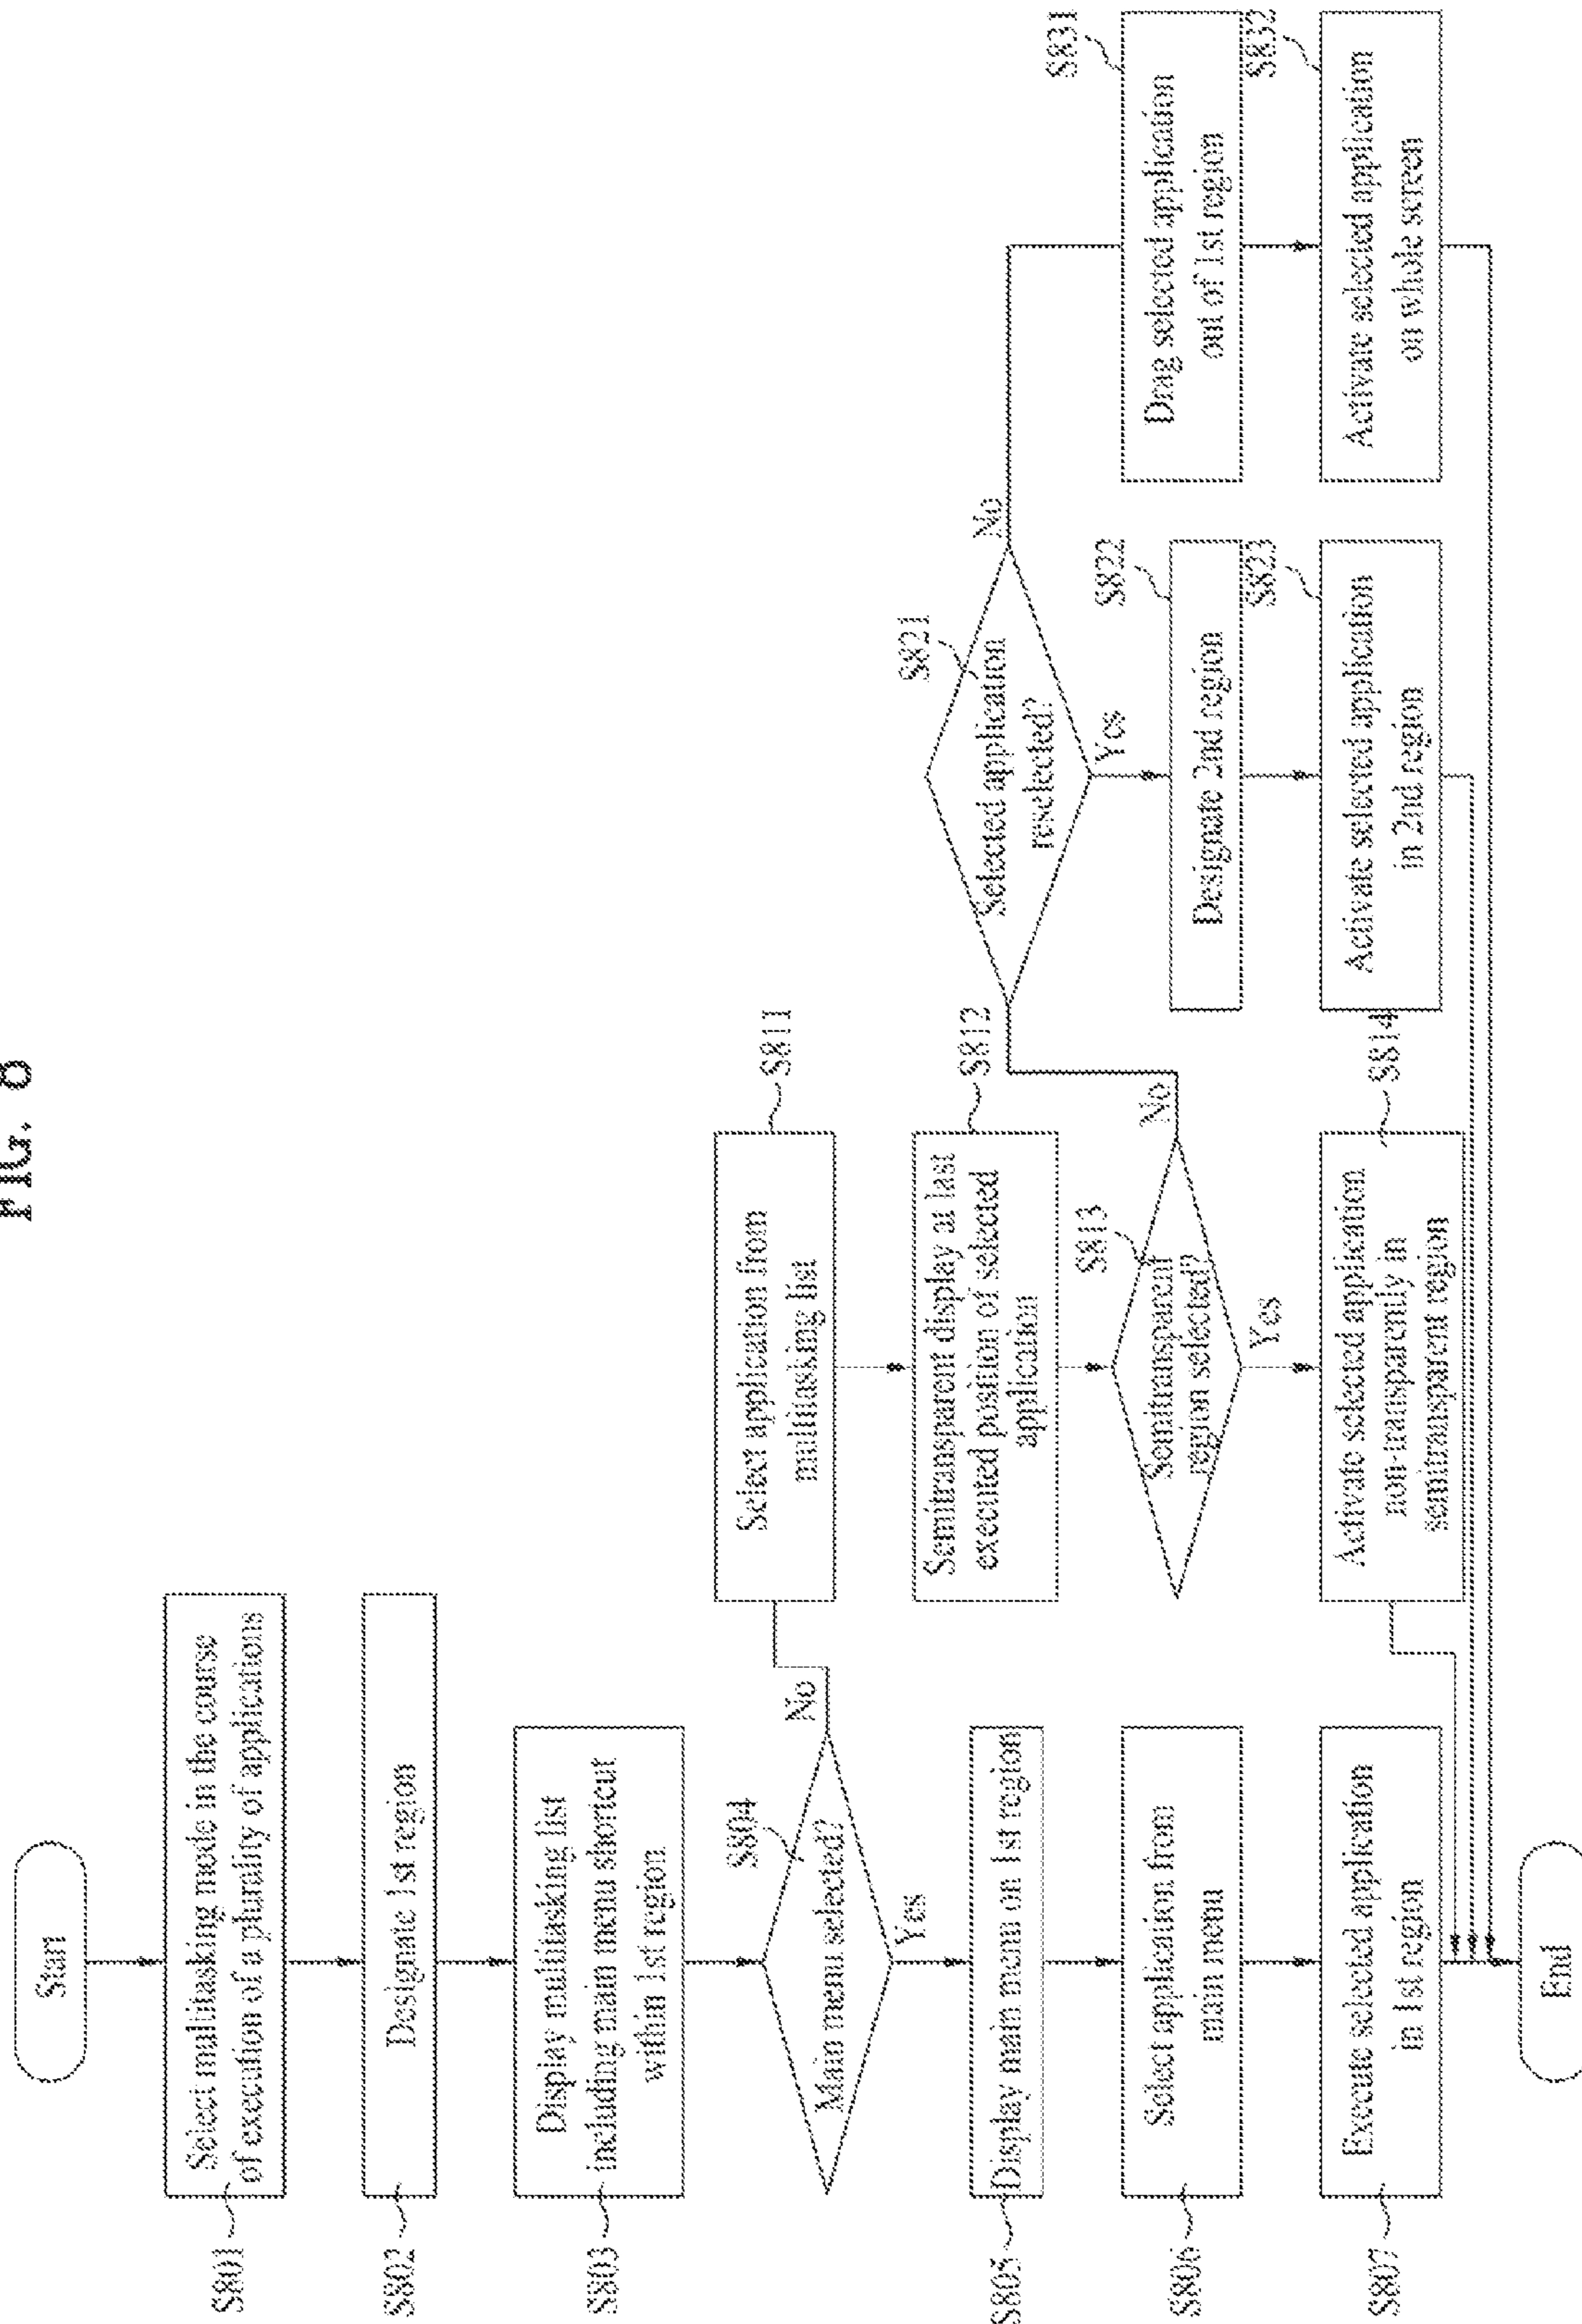 FIG. 8
Start
S801
Select multitasking mode in the course
of execution of a plurality of applications
S802
Designate 1st region
S803
Display multitasking list
including main menu shortcut
within 1st region
S804
Main menu selected?
No
Yes
S805
Display main menu on 1st region
S806
Select application from
main menu
S807
Execute selected application
in 1st region
End
S811
Select application from
multitasking list
S812
Semitransparent display at last
executed position of selected
application
S813
Semitransparent
region selected?
No
Yes
S814
Activate selected application
non-transparently in
semitransparent region
S821
Selected application
reselected?
No
Yes
S822
Designate 2nd region
S823
Activate selected application
in 2nd region
S831
Drag selected application
out of 1st region
S832
Activate selected application
on whole screen